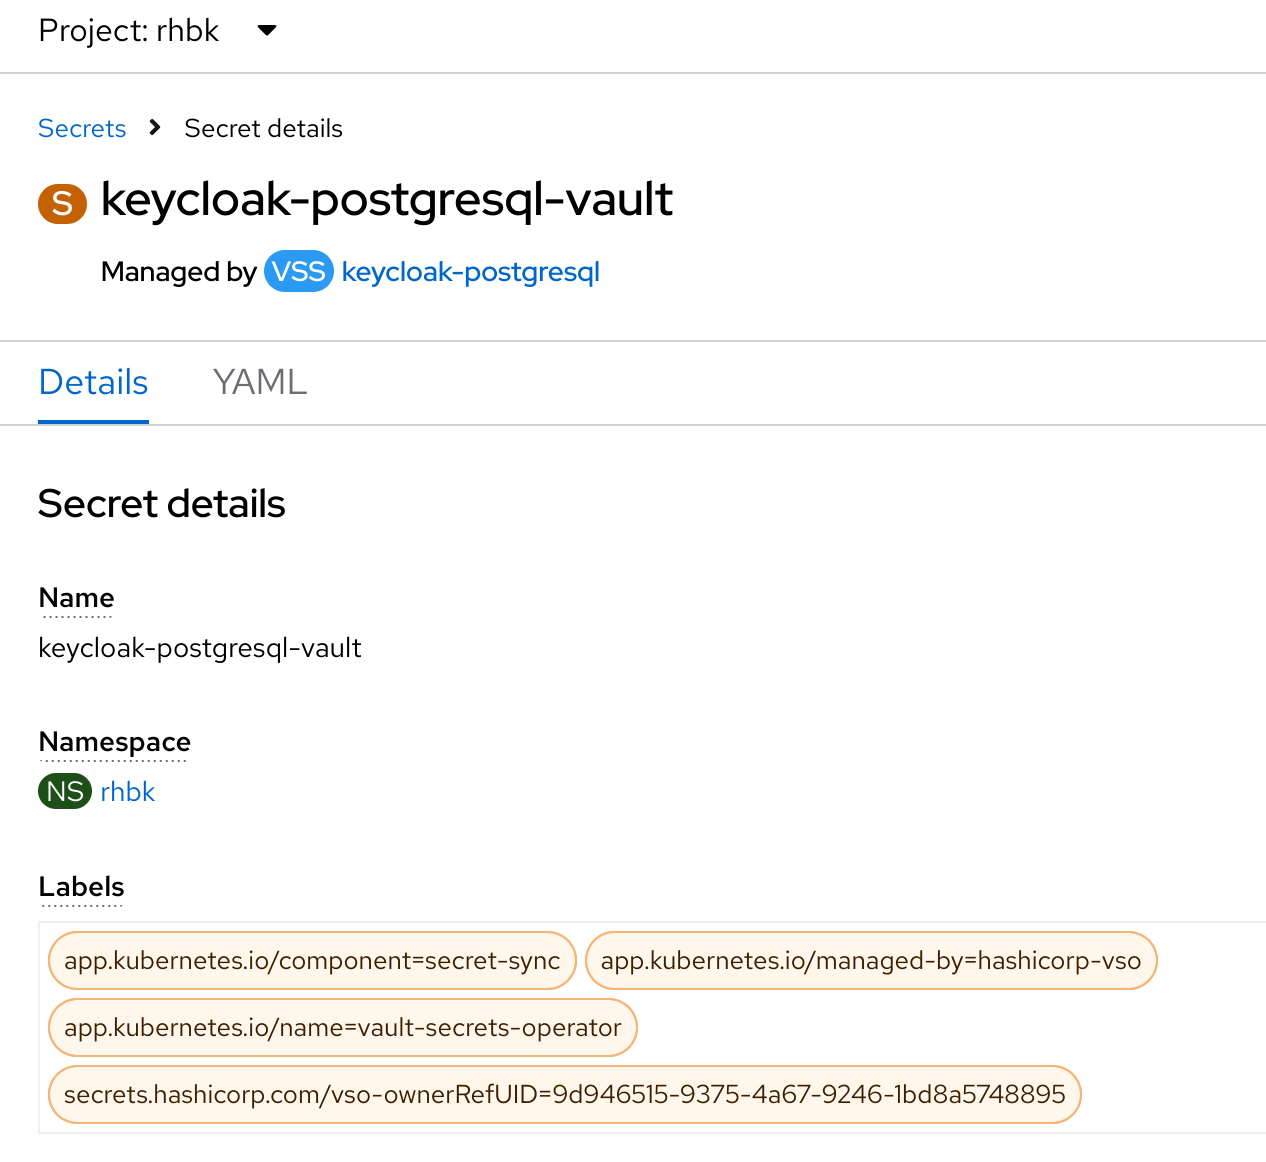 Project: rhbk
Secrets > Secret details
S keycloak-postgresql-vault
Managed by VSS keycloak-postgresql
Details YAML
Secret details
Name
keycloak-postgresql-vault
Namespace
NS rhbk
Labels
app.kubernetes.io/component=secret-sync app.kubernetes.io/managed-by=hashicorp-vso
app.kubernetes.io/name=vault-secrets-operator
secrets.hashicorp.com/vso-ownerRefUID=9d946515-9375-4a67-9246-1bd8a5748895